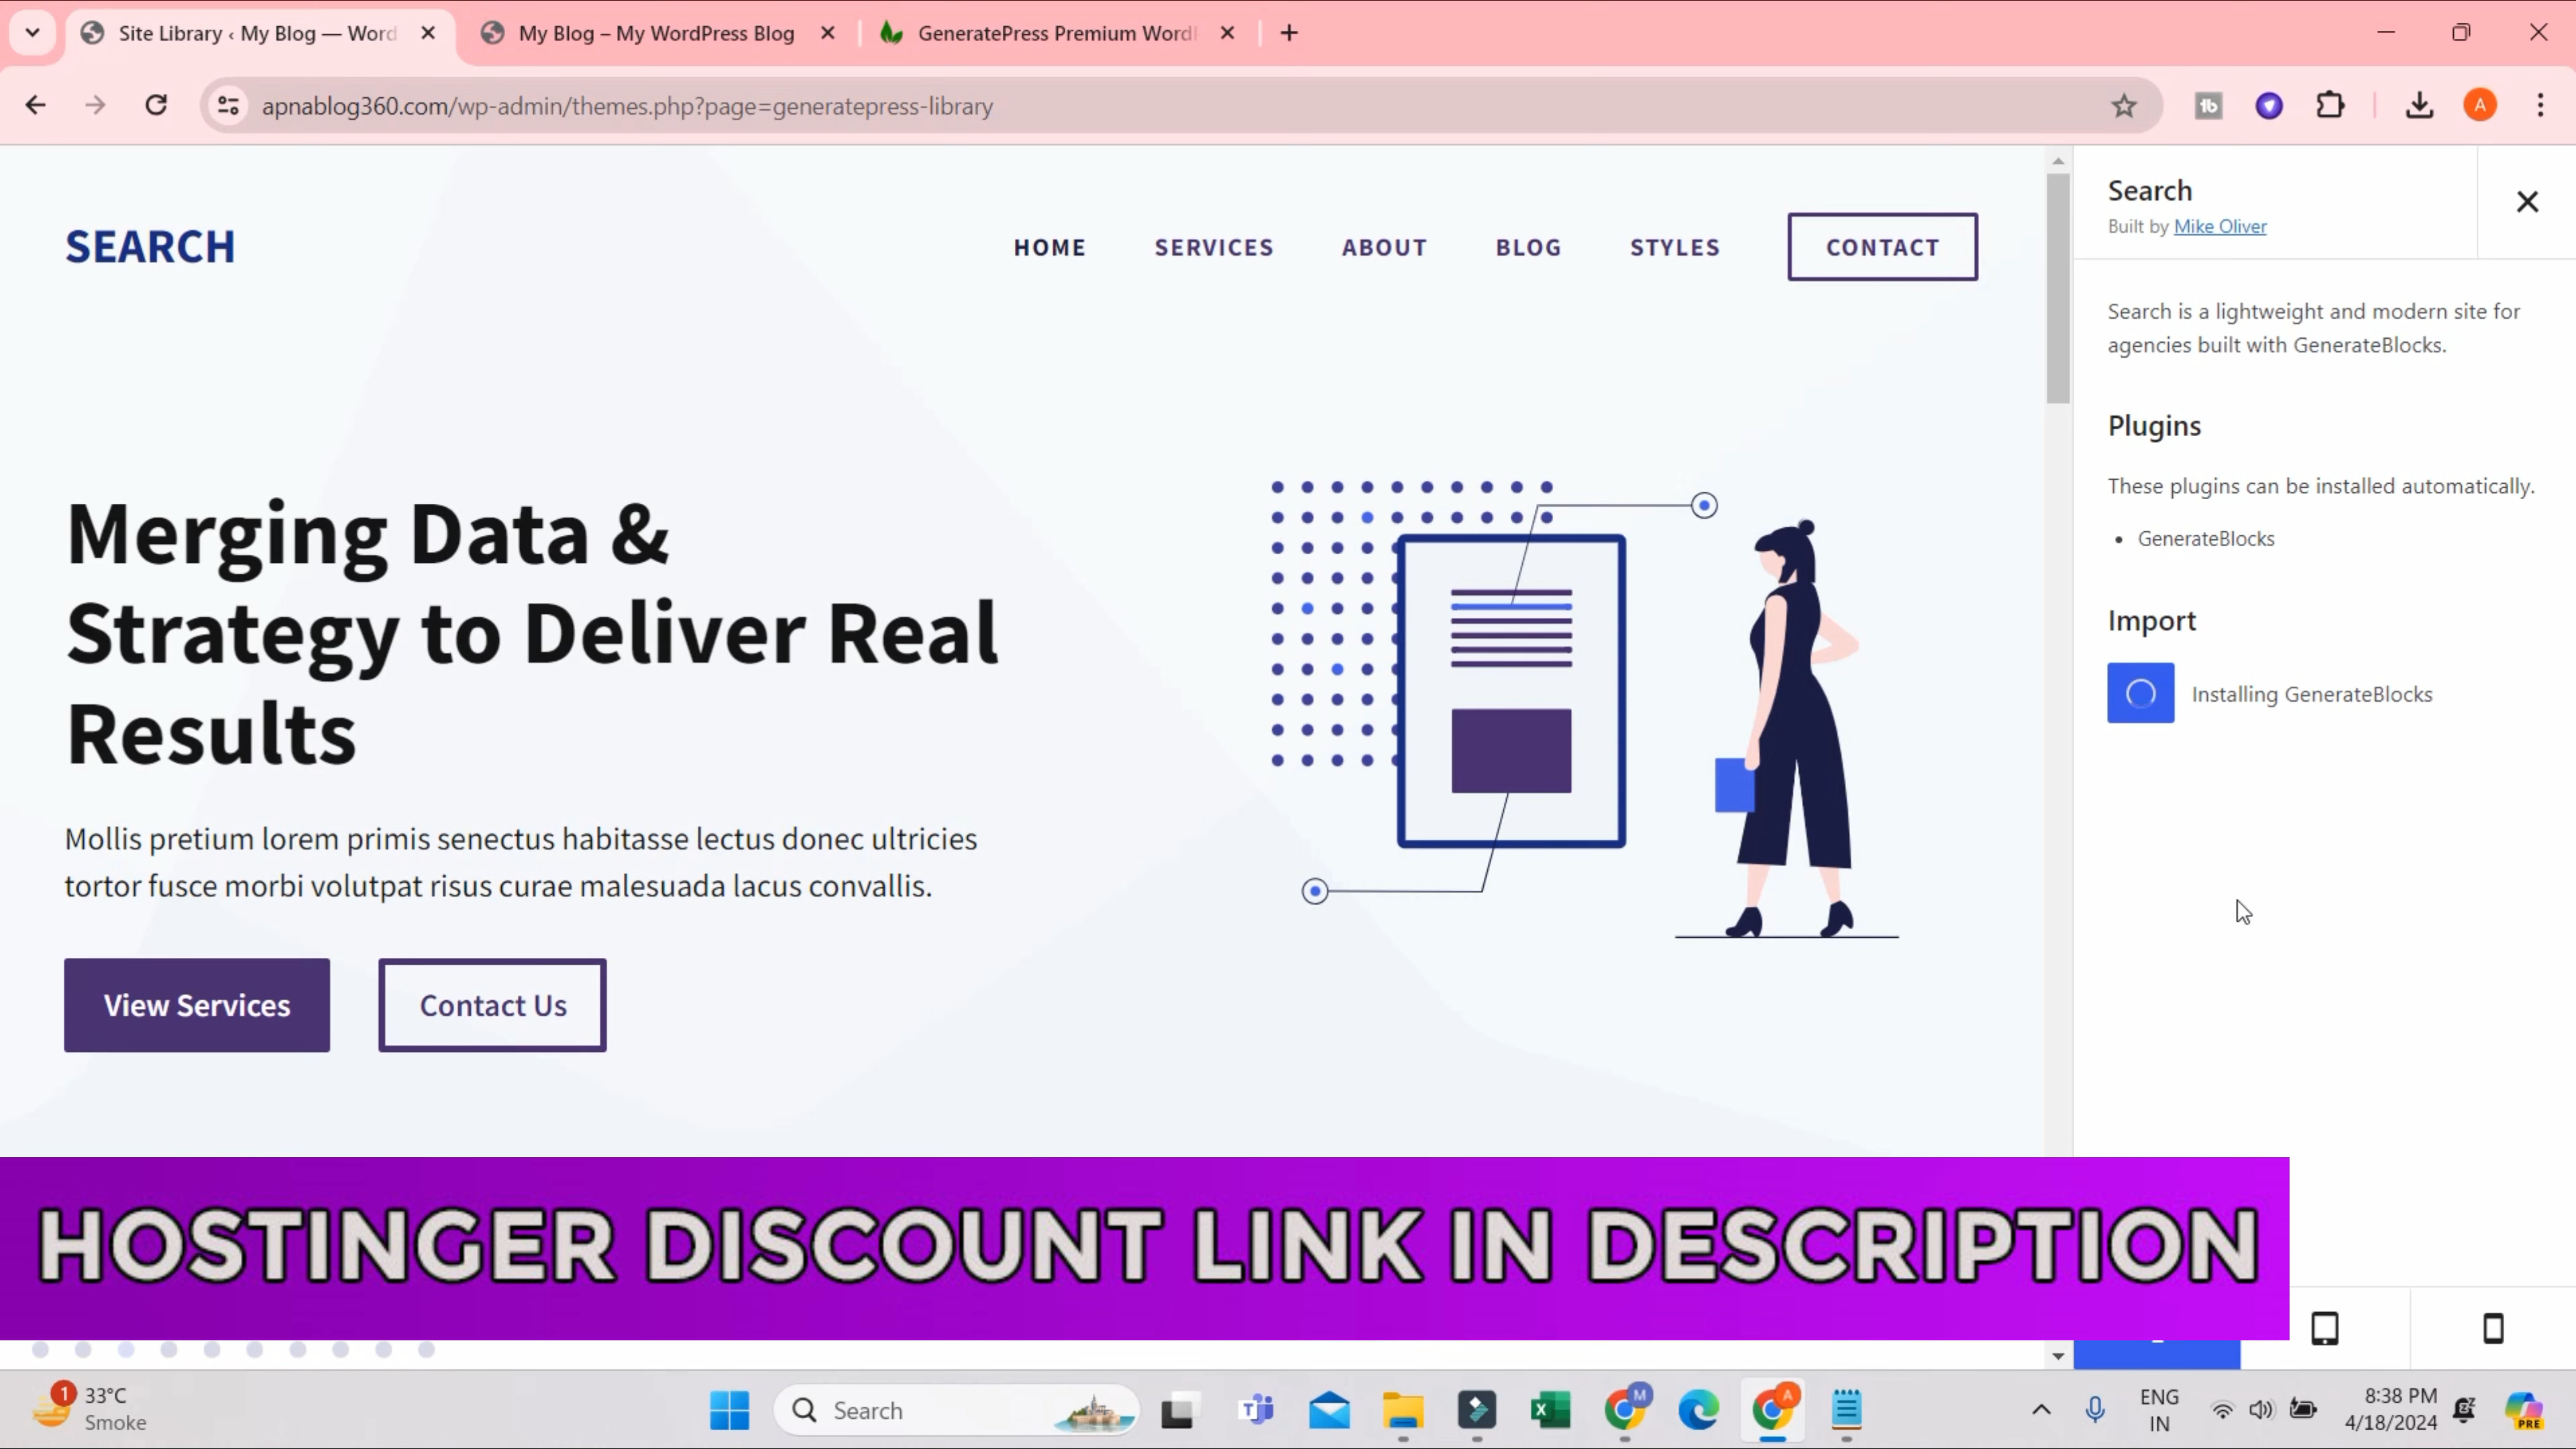 Site Library ‹ My Blog — Word
My Blog – My WordPress Blog
GeneratePress Premium Word
apnablog360.com/wp-admin/themes.php?page=generatepress-library
A
SEARCH
HOME
SERVICES
ABOUT
BLOG
STYLES
CONTACT
Merging Data &
Strategy to Deliver Real
Results
Mollis pretium lorem primis senectus habitasse lectus donec ultricies
tortor fusce morbi volutpat risus curae malesuada lacus convallis.
View Services
Contact Us
Search
Built by Mike Oliver
Search is a lightweight and modern site for
agencies built with GenerateBlocks.
Plugins
These plugins can be installed automatically.
• GenerateBlocks
Import
Installing GenerateBlocks
HOSTINGER DISCOUNT LINK IN DESCRIPTION
1
33°C
Smoke
Search
M
A
ENG
IN
8:38 PM
4/18/2024
PRE